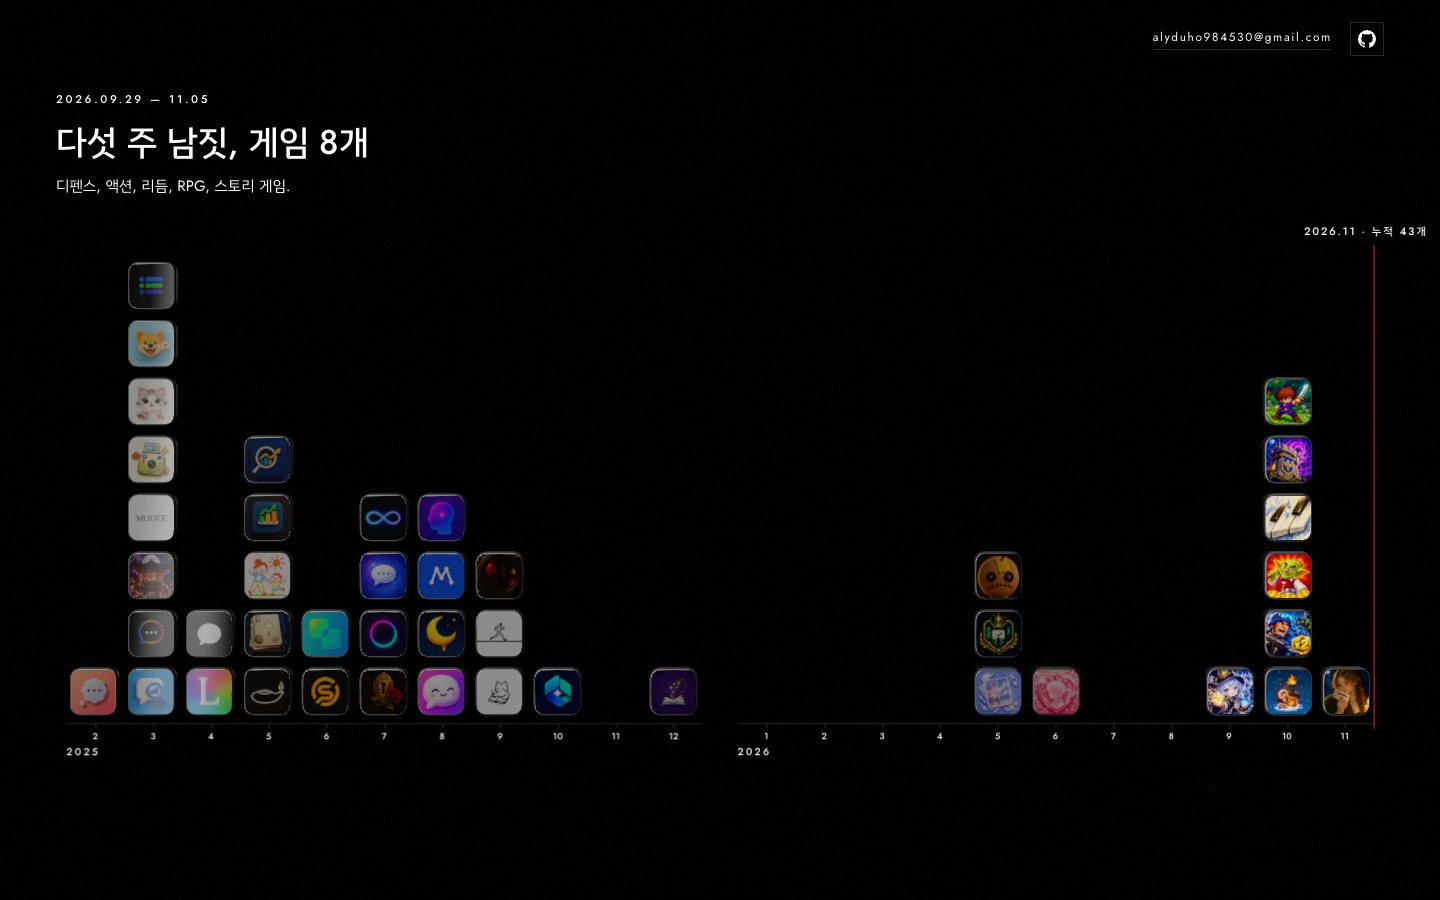 alyduho984530@gmail.com
2026.09.29 — 11.05
다섯 주 남짓, 게임 8개
디펜스, 액션, 리듬, RPG, 스토리 게임.
2026.11 · 누적 43개
MODEE
M
L
S
2 3 4 5 6 7 8 9 10 11 12
1 2 3 4 5 6 7 8 9 10 11
2025
2026